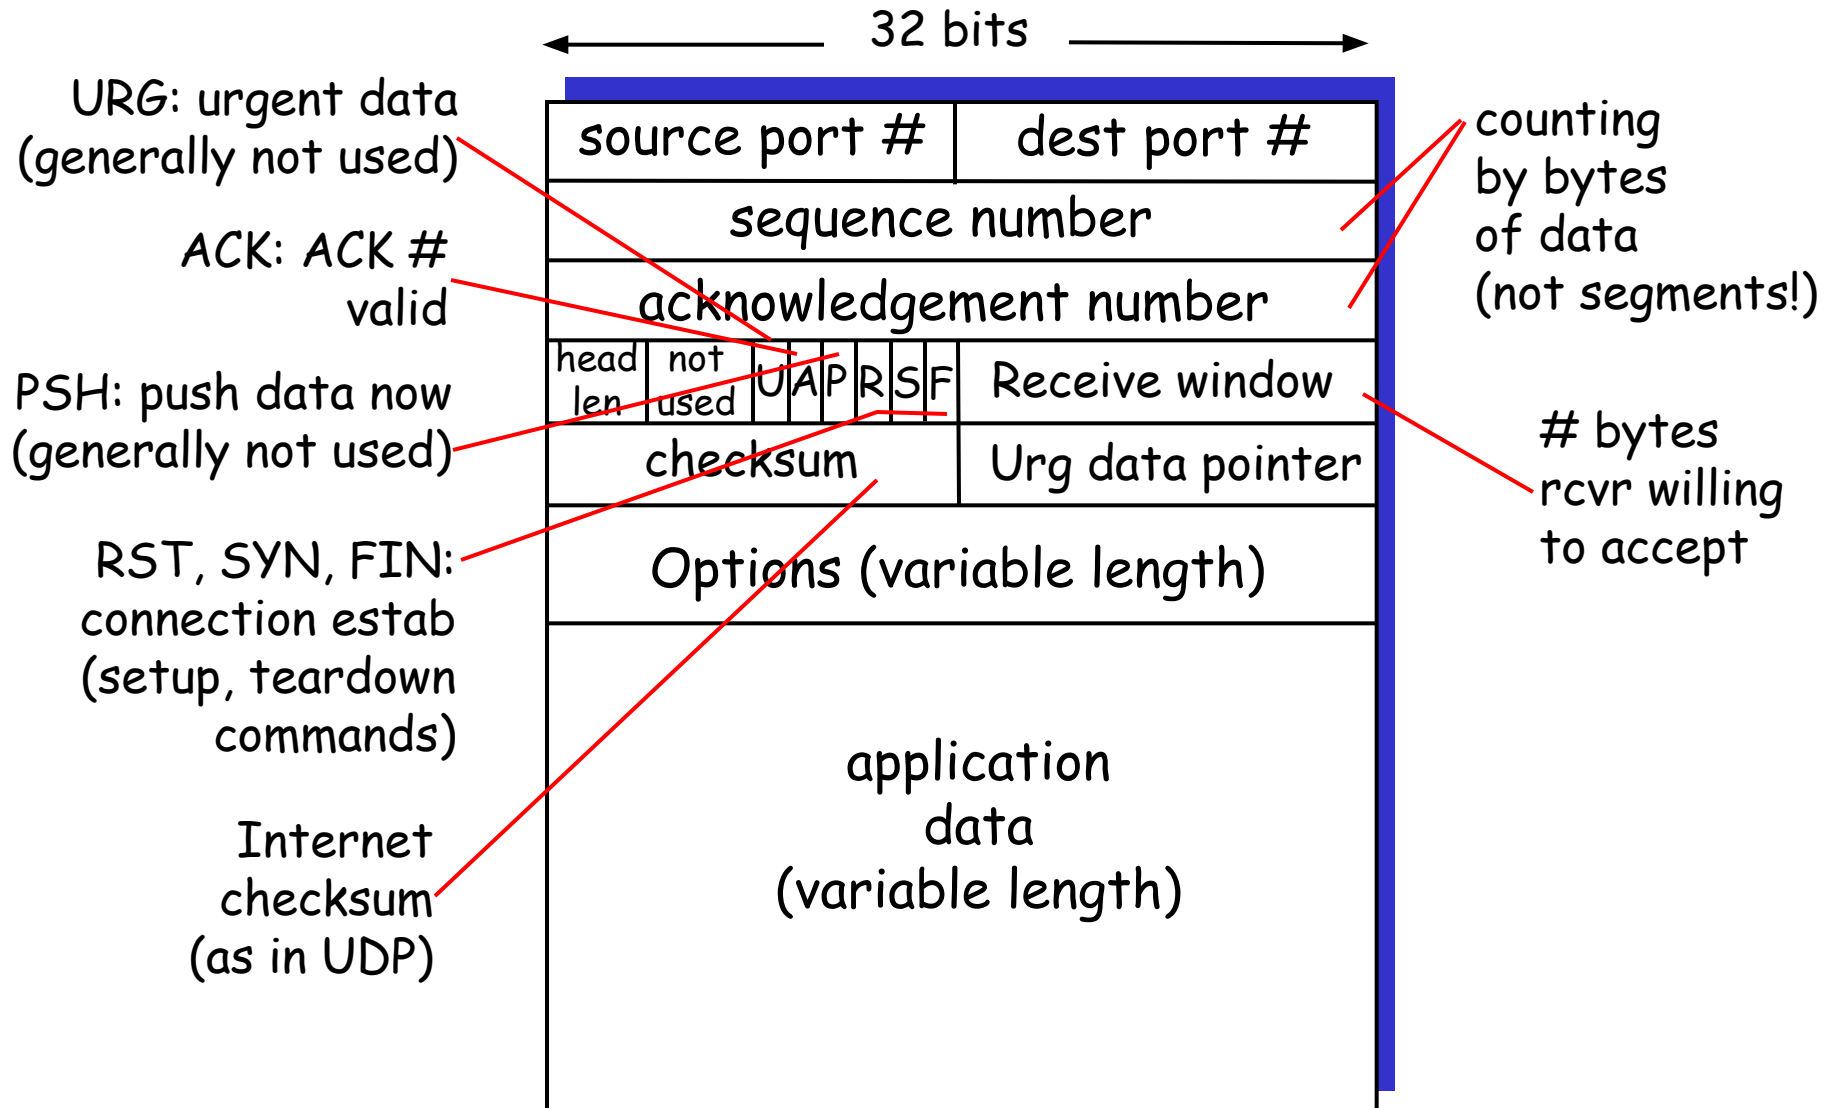 32 bits
URG: urgent data
(generally not used)
ACK: ACK #
valid
PSH: push data now
(generally not used)
RST, SYN, FIN:
connection estab
(setup, teardown
commands)
Internet
checksum
(as in UDP)
source port #
dest port #
sequence number
acknowledgement number
head
len
not
used
U
A
P
R
S
F
Receive window
checksum
Urg data pointer
Options (variable length)
application
data
(variable length)
counting
by bytes
of data
(not segments!)
# bytes
rcvr willing
to accept